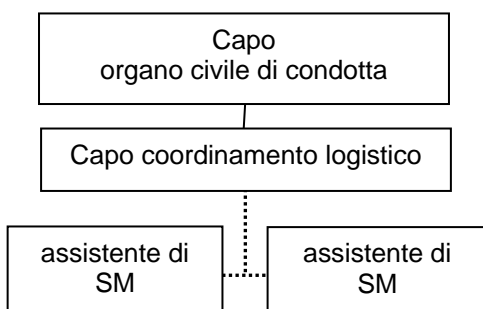 Capo
organo civile di condotta
Capo coordinamento logistico
assistente di
SM
assistente di
SM